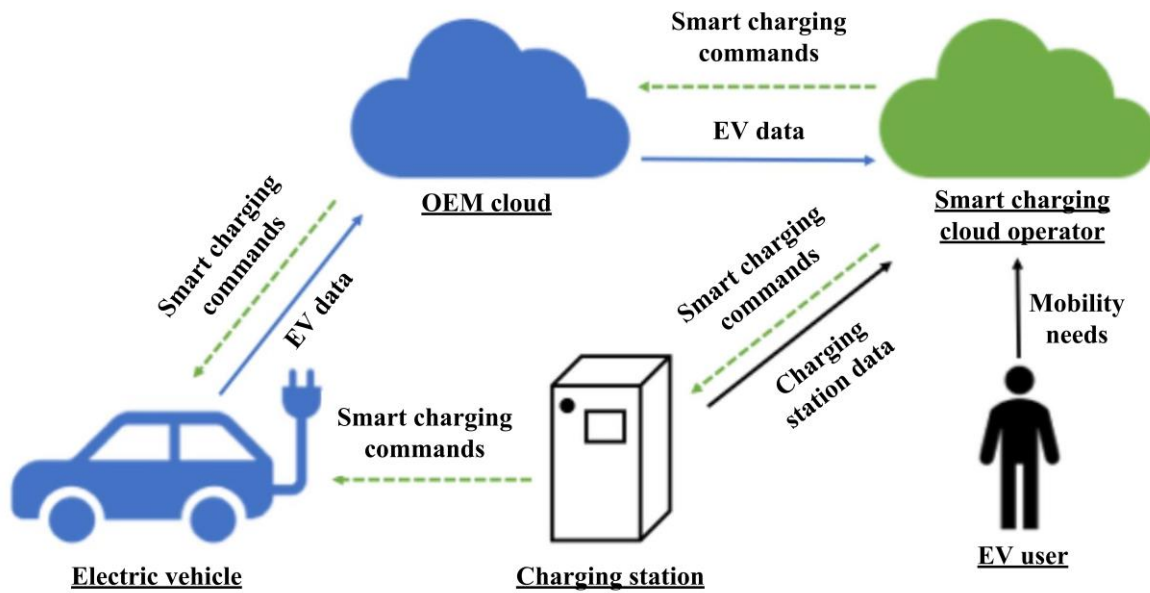 Smart charging
commands
EV data
OEM cloud
Smart charging
cloud operator
Smart charging
commands
EV data
Smart charging
commands
Charging
station data
Mobility
needs
Smart charging
commands
Electric vehicle
Charging station
EV user